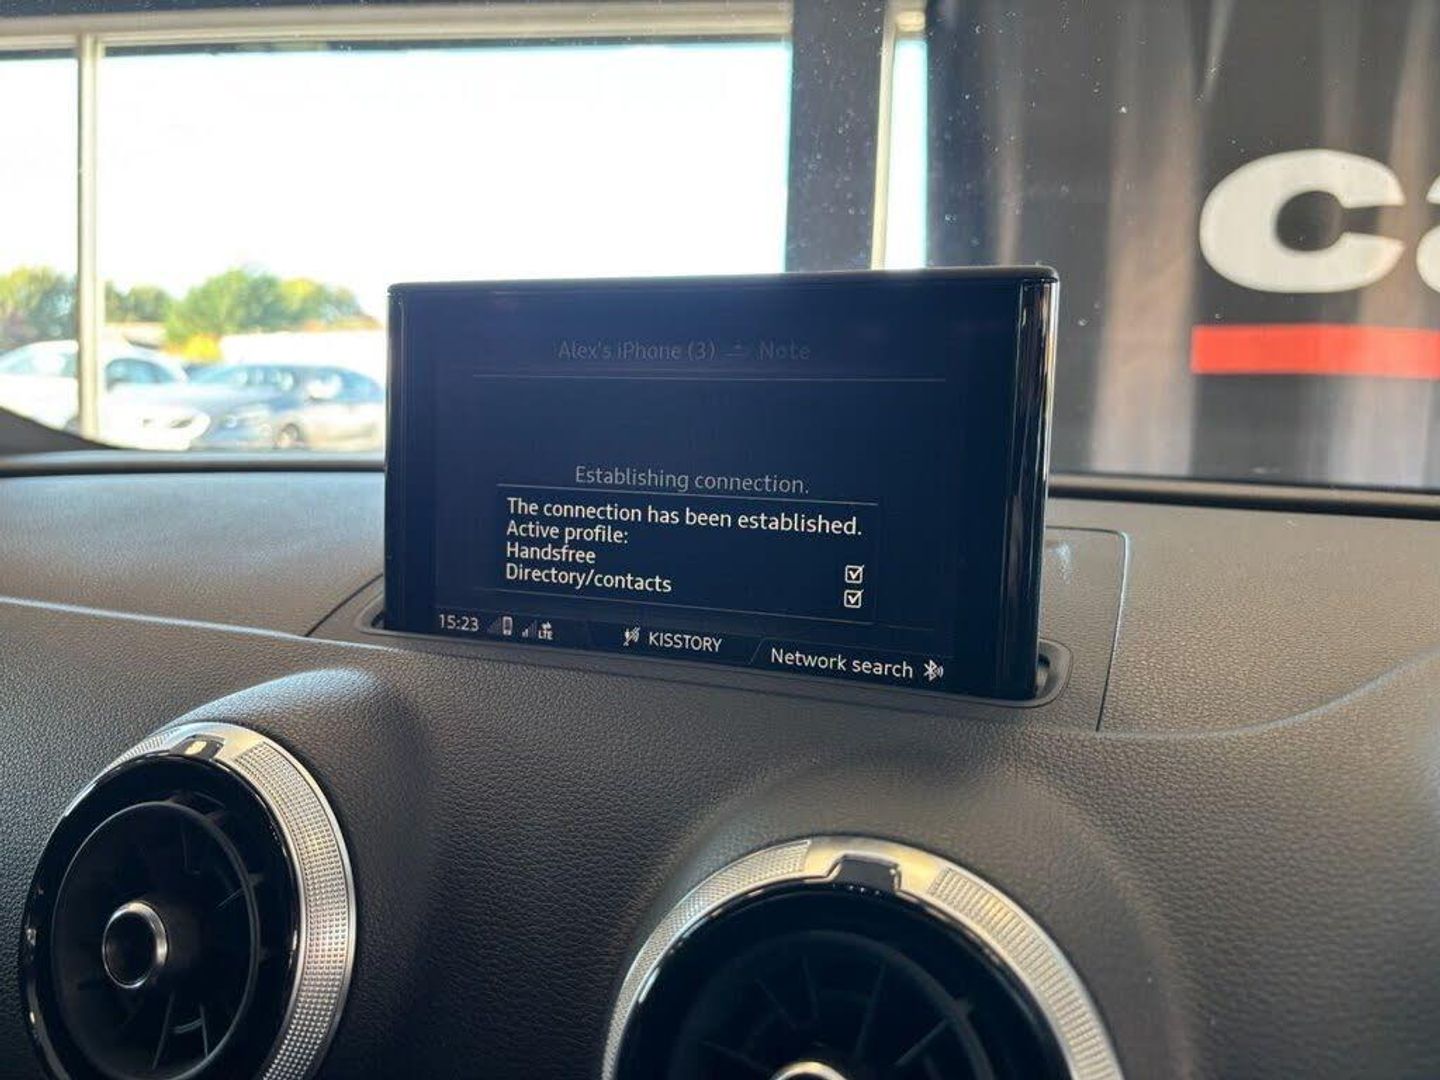 Alex's iPhone (3) Note
Establishing connection.
The connection has been established.
Active profile:
Handsfree
Directory/contacts
15:23 LTE KISSTORY Network search
ca